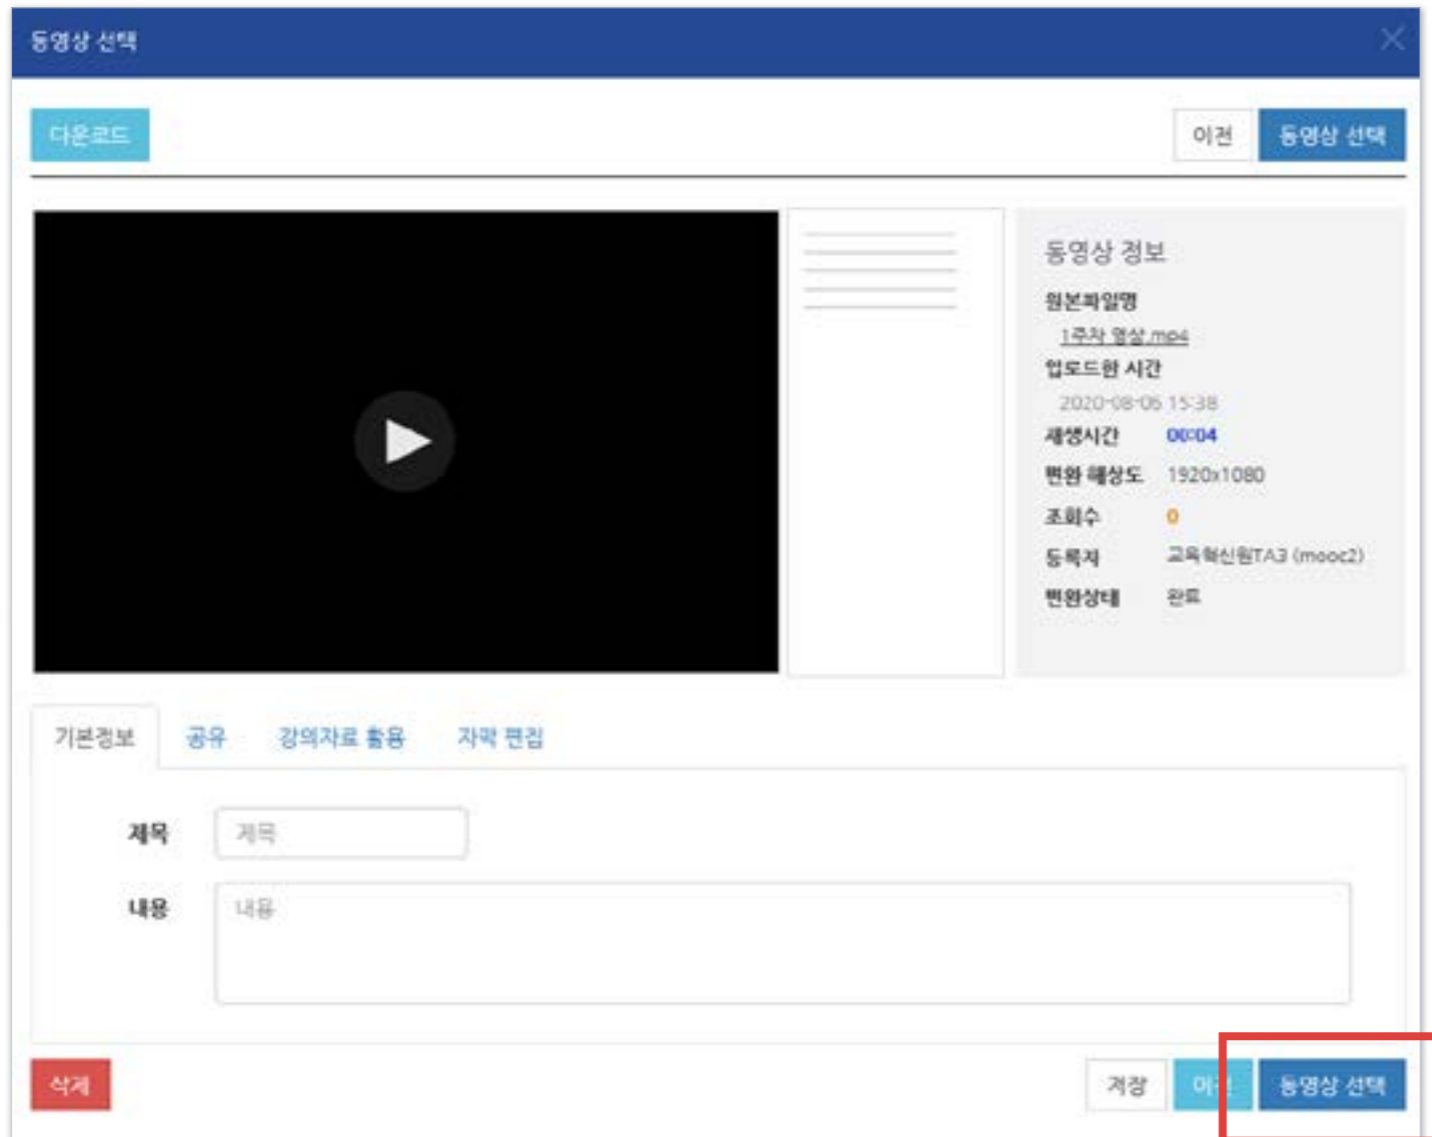 동영상 선택
다운로드
이전 동영상 선택
동영상 정보
원본파일명
1주차 영상.mp4
업로드한 시간
2020-08-06 15:38
재생시간 00:04
변환 해상도 1920x1080
조회수 0
등록자 교육혁신원TA3 (mooc2)
변환상태 완료
기본정보 공유 강의자료 활용 자막 편집
제목 제목
내용 내용
삭제
저장 이전 동영상 선택